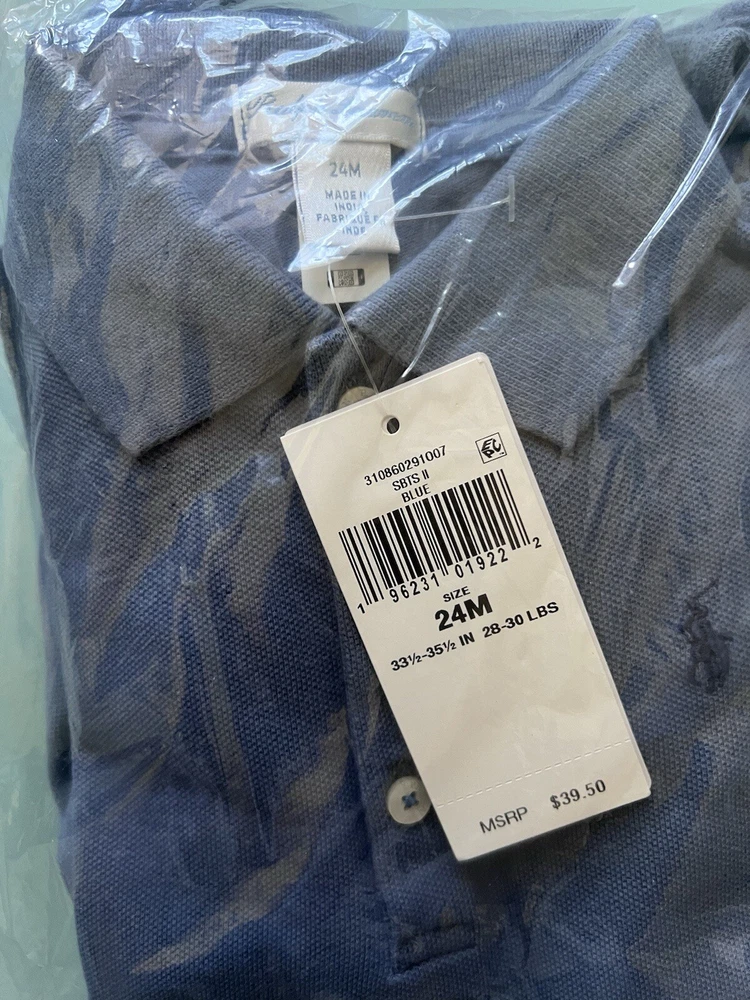 24M
MADE IN
INDIA
FABRIQUÉ
INDE
310860291007
SBTS II
BLUE
1 96231 01922 2
SIZE
24M
33½-35½ IN 28-30 LBS
MSRP $39.50